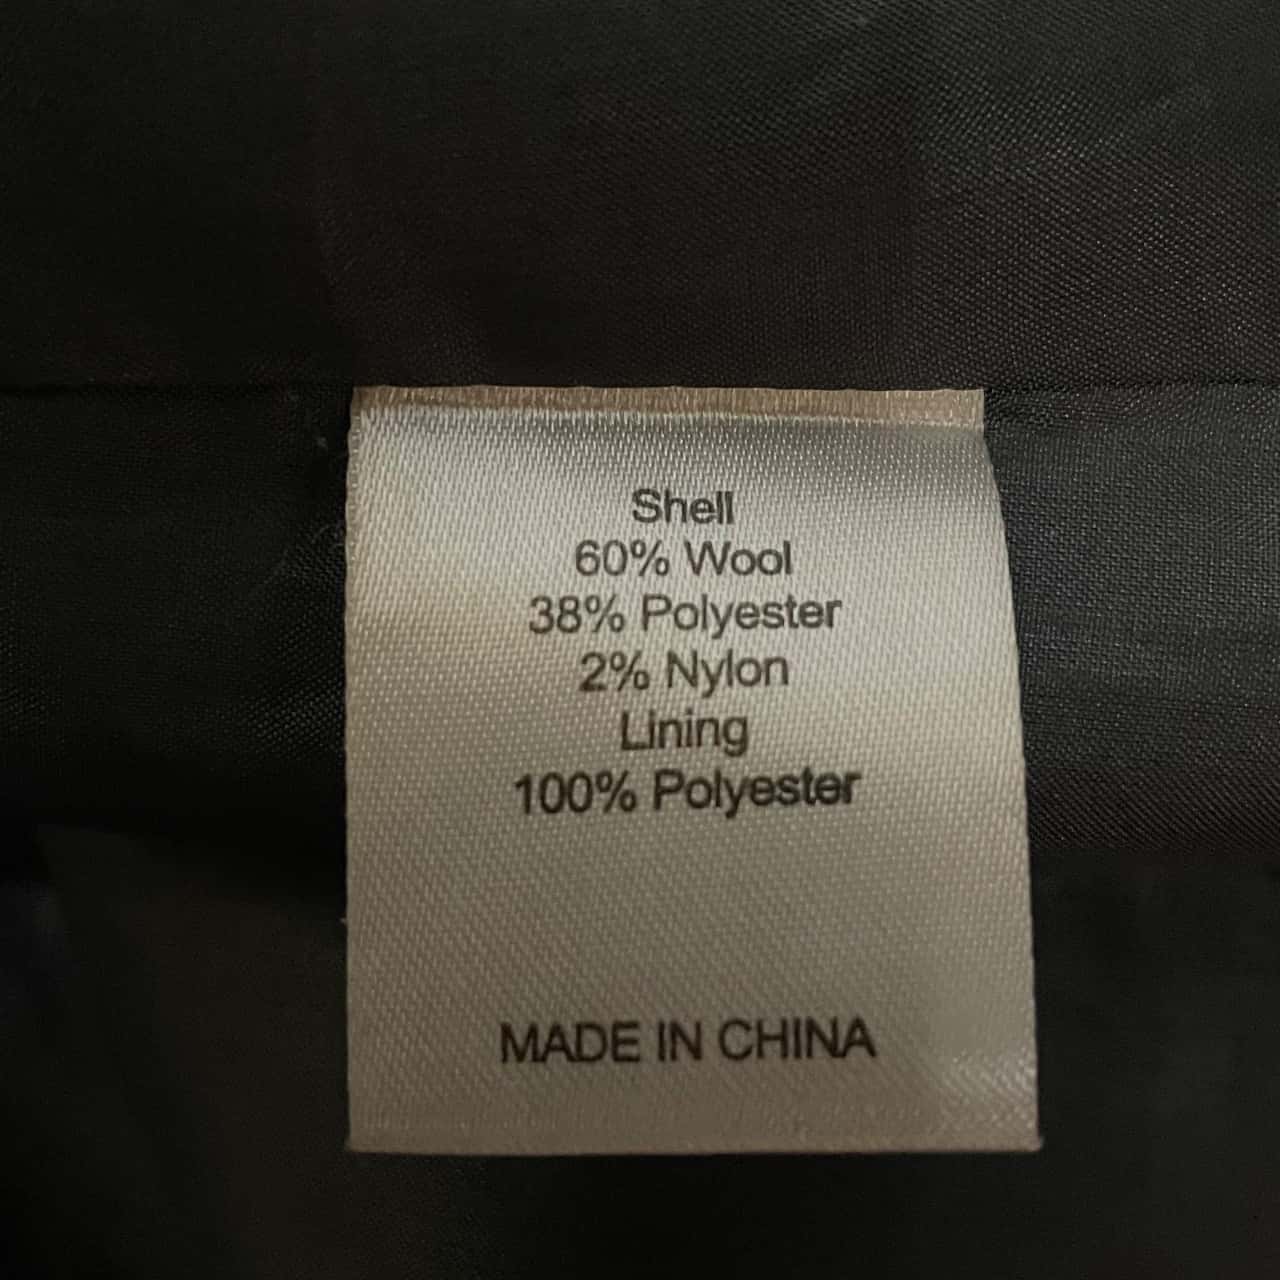 Shell
60% Wool
38% Polyester
2% Nylon
Lining
100% Polyester
MADE IN CHINA